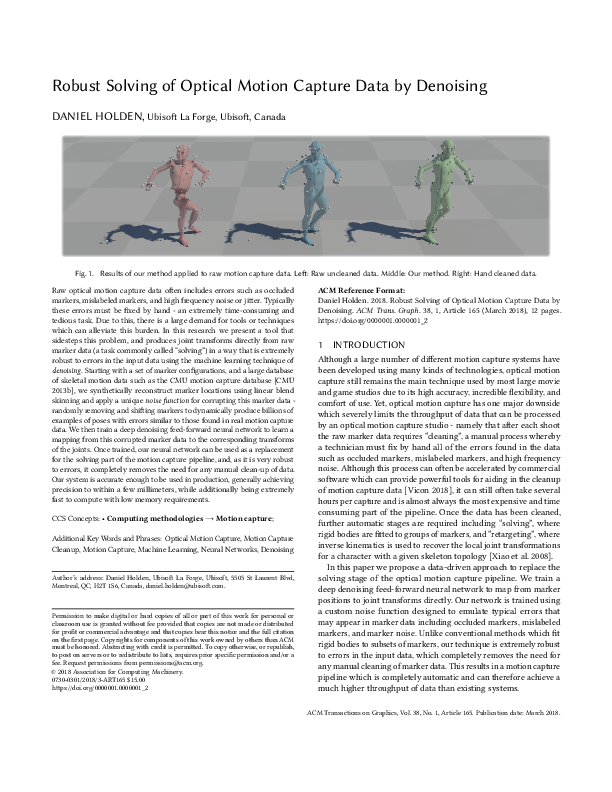 Robust Solving of Optical Motion Capture Data by Denoising
DANIEL HOLDEN, Ubisoft La Forge, Ubisoft, Canada
Fig. 1. Results of our method applied to raw motion capture data. Left: Raw uncleaned data. Middle: Our method. Right: Hand cleaned data.
Raw optical motion capture data often includes errors such as occluded
markers, mislabeled markers, and high frequency noise or jitter. Typically
these errors must be fixed by hand - an extremely time-consuming and
tedious task. Due to this, there is a large demand for tools or techniques
which can alleviate this burden. In this research we present a tool that
sidesteps this problem, and produces joint transforms directly from raw
marker data (a task commonly called "solving") in a way that is extremely
robust to errors in the input data using the machine learning technique of
denoising. Starting with a set of marker configurations, and a large database
of skeletal motion data such as the CMU motion capture database [CMU
2013b], we synthetically reconstruct marker locations using linear blend
skinning and apply a unique noise function for corrupting this marker data -
randomly removing and shifting markers to dynamically produce billions of
examples of poses with errors similar to those found in real motion capture
data. We then train a deep denoising feed-forward neural network to learn a
mapping from this corrupted marker data to the corresponding transforms
of the joints. Once trained, our neural network can be used as a replacement
for the solving part of the motion capture pipeline, and, as it is very robust
to errors, it completely removes the need for any manual clean-up of data.
Our system is accurate enough to be used in production, generally achieving
precision to within a few millimeters, while additionally being extremely
fast to compute with low memory requirements.
CCS Concepts: • Computing methodologies → Motion capture;
Additional Key Words and Phrases: Optical Motion Capture, Motion Capture
Cleanup, Motion Capture, Machine Learning, Neural Networks, Denoising
Author's address: Daniel Holden, Ubisoft La Forge, Ubisoft, 5505 St Laurent Blvd,
Montreal, QC, H2T 1S6, Canada, daniel.holden@ubisoft.com.
Permission to make digital or hard copies of all or part of this work for personal or
classroom use is granted without fee provided that copies are not made or distributed
for profit or commercial advantage and that copies bear this notice and the full citation
on the first page. Copyrights for components of this work owned by others than ACM
must be honored. Abstracting with credit is permitted. To copy otherwise, or republish,
to post on servers or to redistribute to lists, requires prior specific permission and/or a
fee. Request permissions from permissions@acm.org.
© 2018 Association for Computing Machinery.
0730-0301/2018/3-ART165 $15.00
https://doi.org/0000001.0000001_2
ACM Reference Format:
Daniel Holden. 2018. Robust Solving of Optical Motion Capture Data by
Denoising. ACM Trans. Graph. 38, 1, Article 165 (March 2018), 12 pages.
https://doi.org/0000001.0000001_2
1 INTRODUCTION
Although a large number of different motion capture systems have
been developed using many kinds of technologies, optical motion
capture still remains the main technique used by most large movie
and game studios due to its high accuracy, incredible flexibility, and
comfort of use. Yet, optical motion capture has one major downside
which severely limits the throughput of data that can be processed
by an optical motion capture studio - namely that after each shoot
the raw marker data requires "cleaning", a manual process whereby
a technician must fix by hand all of the errors found in the data
such as occluded markers, mislabeled markers, and high frequency
noise. Although this process can often be accelerated by commercial
software which can provide powerful tools for aiding in the cleanup
of motion capture data [Vicon 2018], it can still often take several
hours per capture and is almost always the most expensive and time
consuming part of the pipeline. Once the data has been cleaned,
further automatic stages are required including "solving", where
rigid bodies are fitted to groups of markers, and "retargeting", where
inverse kinematics is used to recover the local joint transformations
for a character with a given skeleton topology [Xiao et al. 2008].
In this paper we propose a data-driven approach to replace the
solving stage of the optical motion capture pipeline. We train a
deep denoising feed-forward neural network to map from marker
positions to joint transforms directly. Our network is trained using
a custom noise function designed to emulate typical errors that
may appear in marker data including occluded markers, mislabeled
markers, and marker noise. Unlike conventional methods which fit
rigid bodies to subsets of markers, our technique is extremely robust
to errors in the input data, which completely removes the need for
any manual cleaning of marker data. This results in a motion capture
pipeline which is completely automatic and can therefore achieve a
much higher throughput of data than existing systems.
ACM Transactions on Graphics, Vol. 38, No. 1, Article 165. Publication date: March 2018.